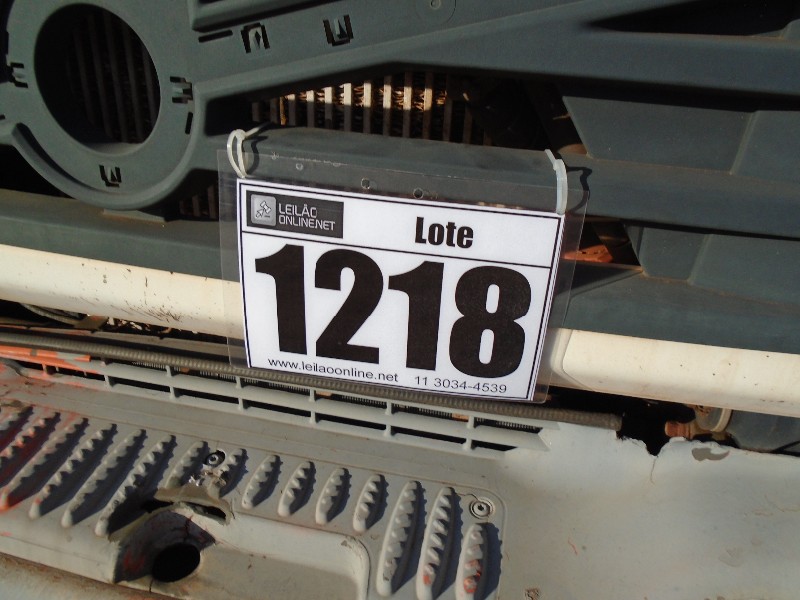 LEILÃO
ONLINE.NET
Lote
1218
www.leilaoonline.net 11 3034-4539